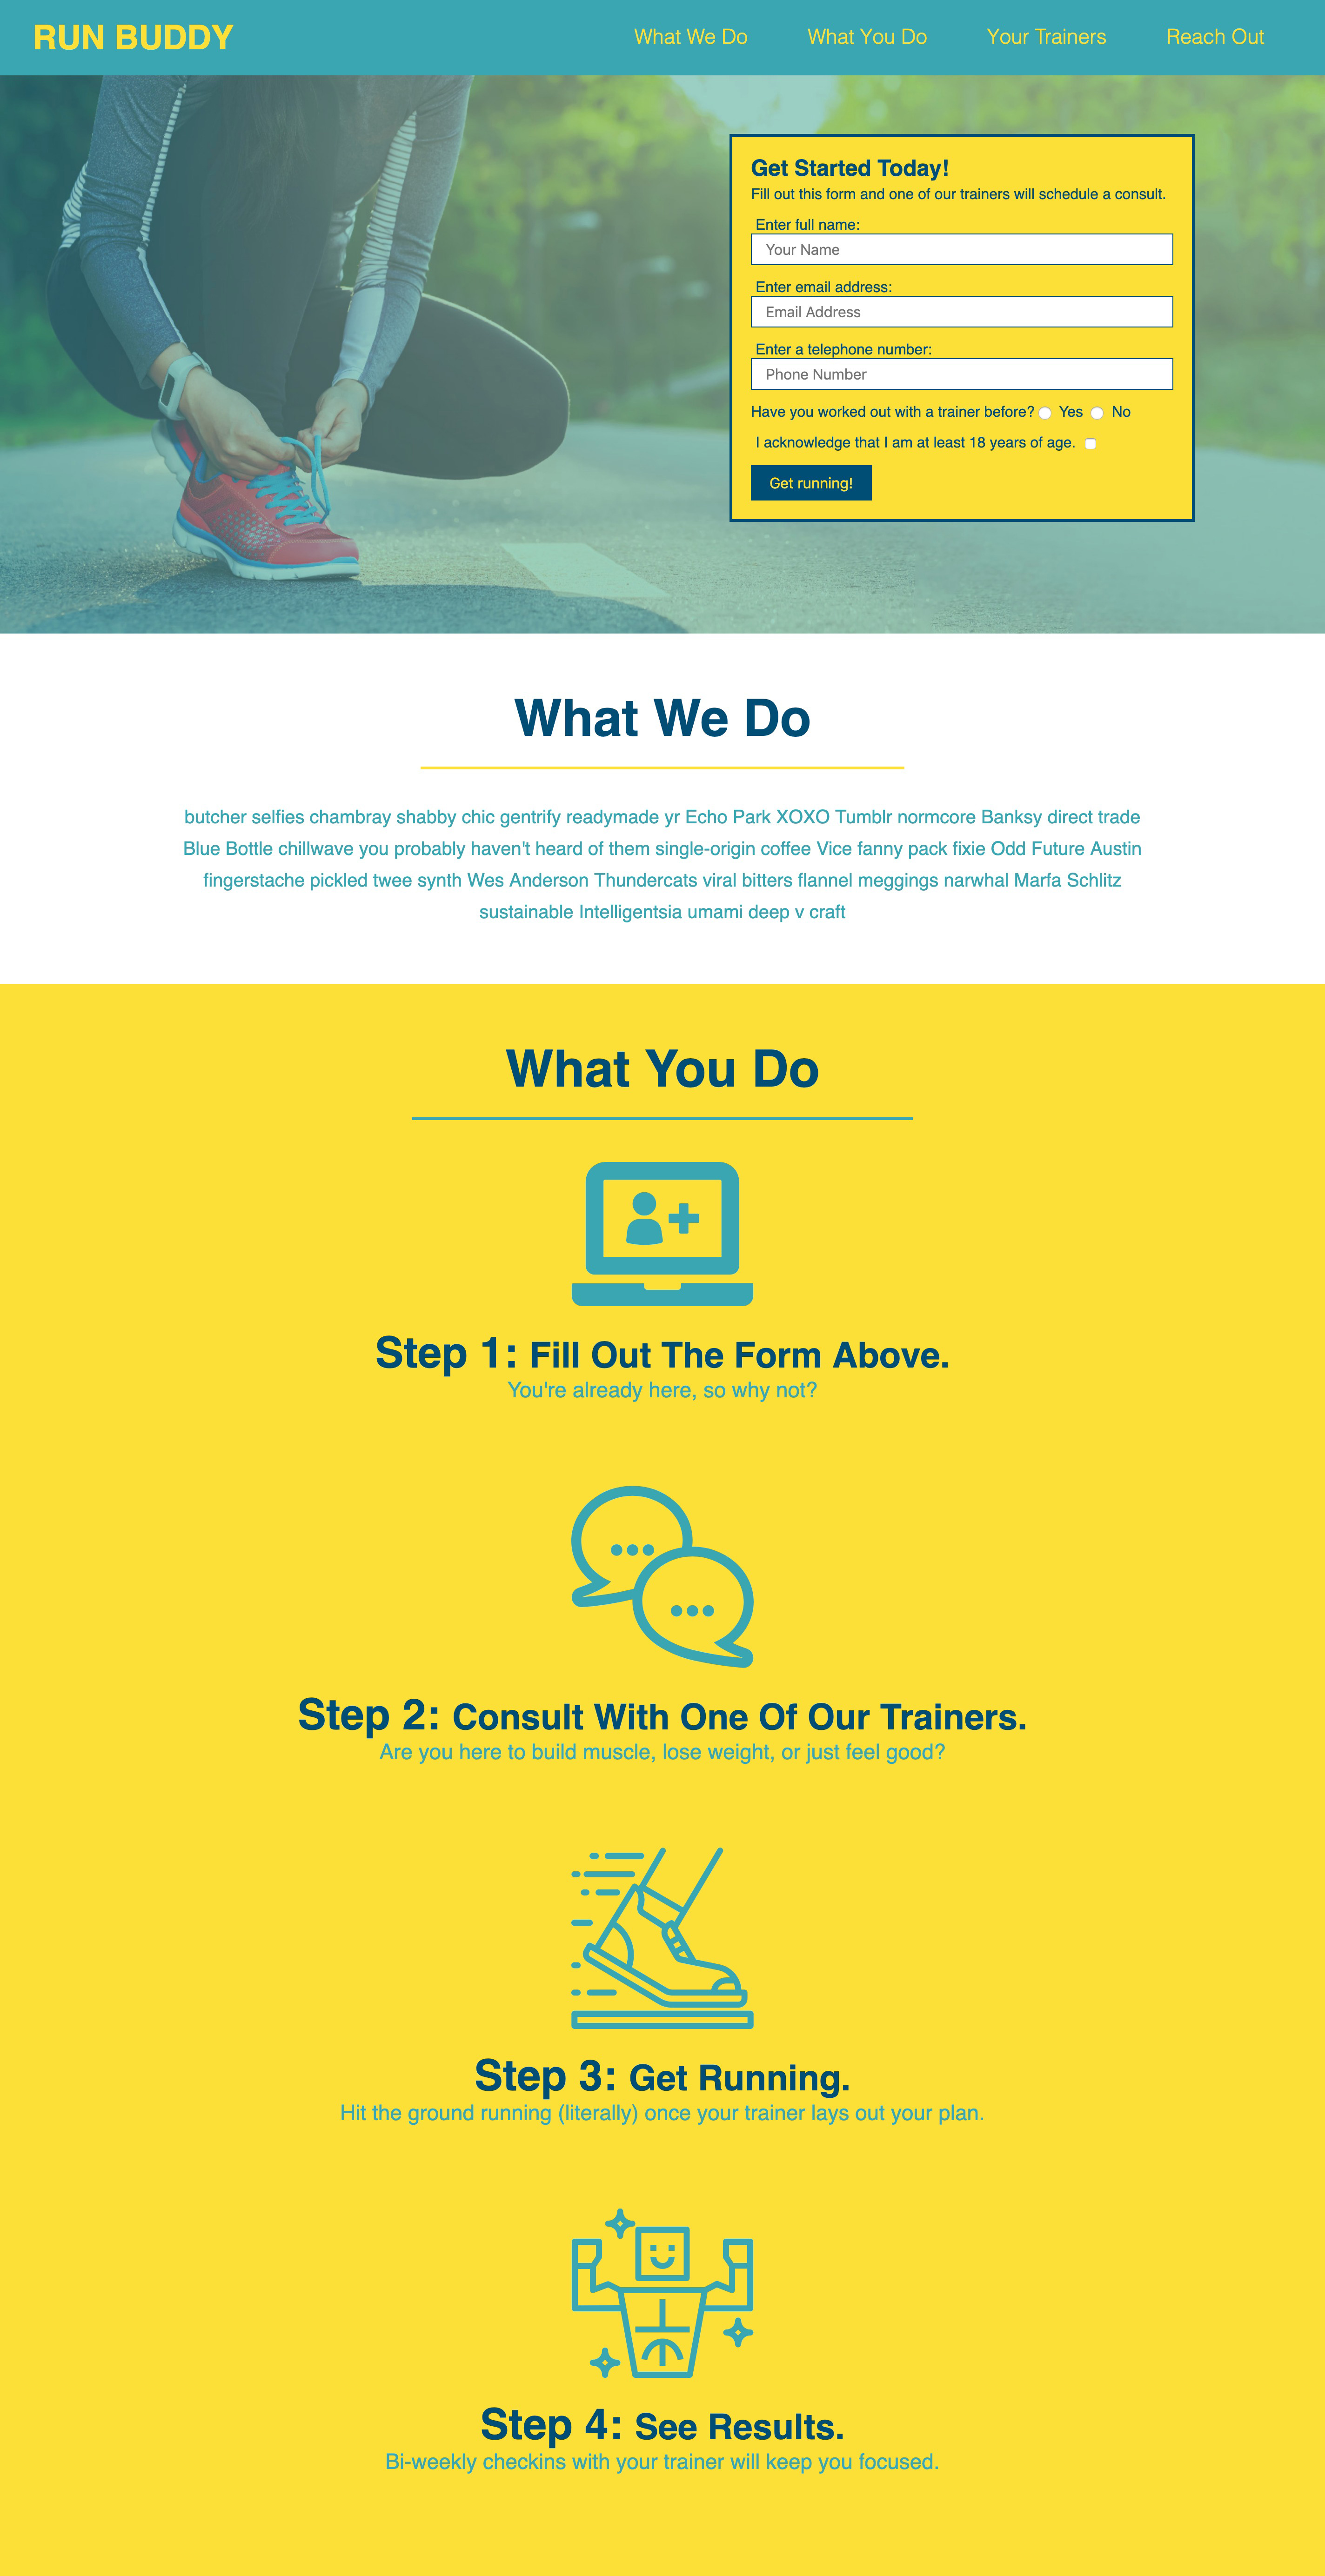 RUN BUDDY
What We Do
What You Do
Your Trainers
Reach Out
Get Started Today!
Fill out this form and one of our trainers will schedule a consult.
Enter full name:
Your Name
Enter email address:
Email Address
Enter a telephone number:
Phone Number
Have you worked out with a trainer before? Yes No
I acknowledge that I am at least 18 years of age.
Get running!
What We Do
butcher selfies chambray shabby chic gentrify readymade yr Echo Park XOXO Tumblr normcore Banksy direct trade
Blue Bottle chillwave you probably haven't heard of them single-origin coffee Vice fanny pack fixie Odd Future Austin
fingerstache pickled twee synth Wes Anderson Thundercats viral bitters flannel meggings narwhal Marfa Schlitz
sustainable Intelligentsia umami deep v craft
What You Do
Step 1: Fill Out The Form Above.
You're already here, so why not?
Step 2: Consult With One Of Our Trainers.
Are you here to build muscle, lose weight, or just feel good?
Step 3: Get Running.
Hit the ground running (literally) once your trainer lays out your plan.
Step 4: See Results.
Bi-weekly checkins with your trainer will keep you focused.